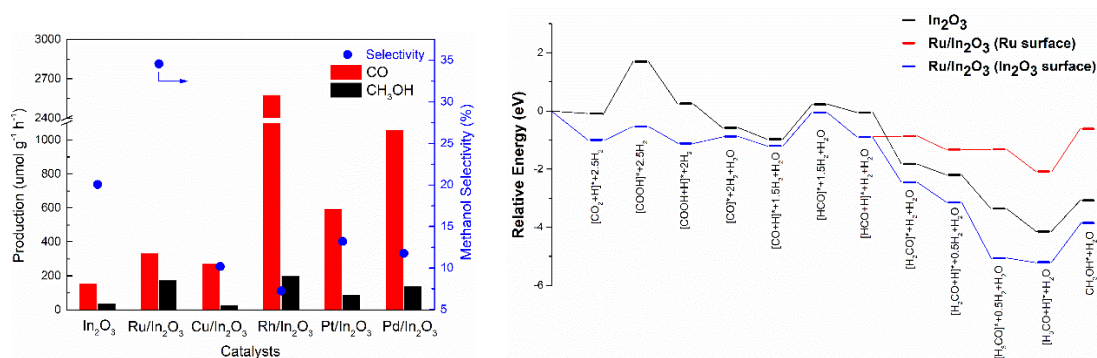 3000
2700
2400
1000
800
600
400
200
0
Production (umol g⁻¹ h⁻¹)
Selectivity
CO
CH₃OH
35
30
25
20
15
10
5
Methanol Selectivity (%)
In₂O₃ Ru/In₂O₃ Cu/In₂O₃ Rh/In₂O₃ Pt/In₂O₃ Pd/In₂O₃
Catalysts
In₂O₃
Ru/In₂O₃ (Ru surface)
Ru/In₂O₃ (In₂O₃ surface)
2
0
-2
-4
-6
Relative Energy (eV)
[CO₂+H]*+2.5H₂
[COOH]*+2.5H₂
[COOH+H]*+2H₂
[CO]*+2H₂+H₂O
[CO+H]*+1.5H₂+H₂O
[HCO]*+1.5H₂+H₂O
[HCO+H]*+H₂+H₂O
[H₂CO]*+H₂+H₂O
[H₂CO+H]*+0.5H₂+H₂O
[H₃CO]*+0.5H₂+H₂O
[H₃CO+H]*+H₂O
CH₃OH+H₂O